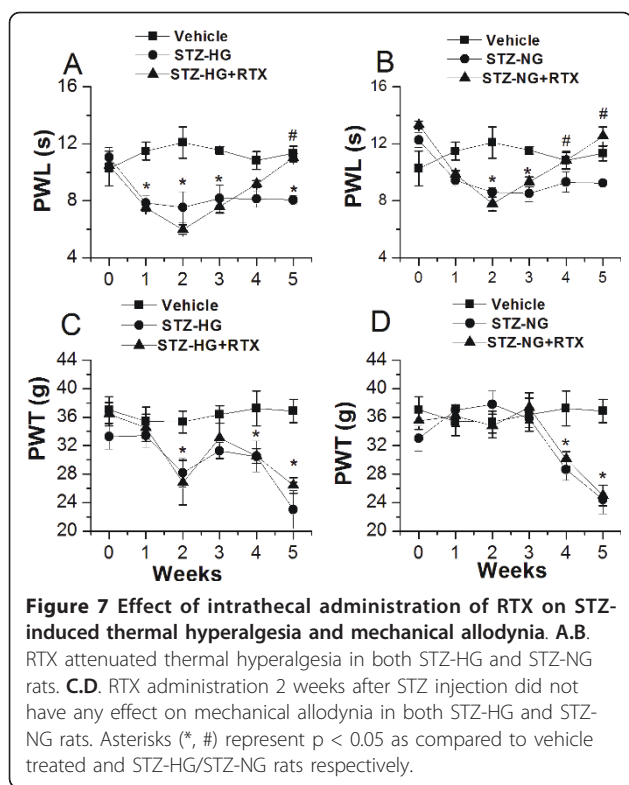 Vehicle
STZ-HG
STZ-HG+RTX
A
16
12
8
4
PWL (s)
#
*
*
*
*
0 1 2 3 4 5
Vehicle
STZ-NG
STZ-NG+RTX
B
16
12
8
4
PWL (s)
#
#
*
*
0 1 2 3 4 5
Vehicle
STZ-HG
STZ-HG+RTX
C
44
40
36
32
28
24
20
PWT (g)
*
*
*
0 1 2 3 4 5
Weeks
Vehicle
STZ-NG
STZ-NG+RTX
D
44
40
36
32
28
24
20
PWT (g)
*
*
0 1 2 3 4 5
Weeks
Figure 7 Effect of intrathecal administration of RTX on STZ-
induced thermal hyperalgesia and mechanical allodynia. A.B.
RTX attenuated thermal hyperalgesia in both STZ-HG and STZ-NG
rats. C.D. RTX administration 2 weeks after STZ injection did not
have any effect on mechanical allodynia in both STZ-HG and STZ-
NG rats. Asterisks (*, #) represent p < 0.05 as compared to vehicle
treated and STZ-HG/STZ-NG rats respectively.